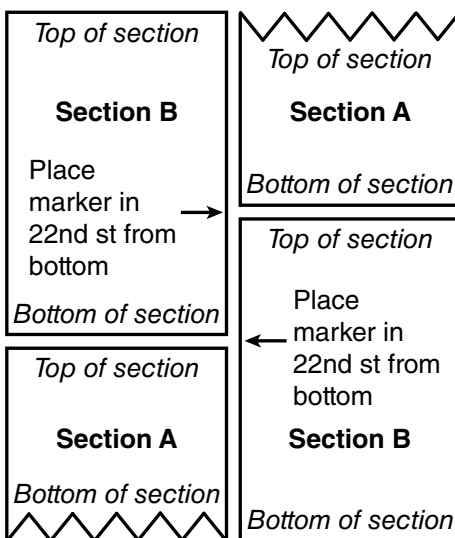 Top of section
Section B
Place
marker in
22nd st from
bottom
Bottom of section
Top of section
Section A
Bottom of section
Top of section
Section A
Bottom of section
Top of section
Place
marker in
22nd st from
bottom
Section B
Bottom of section